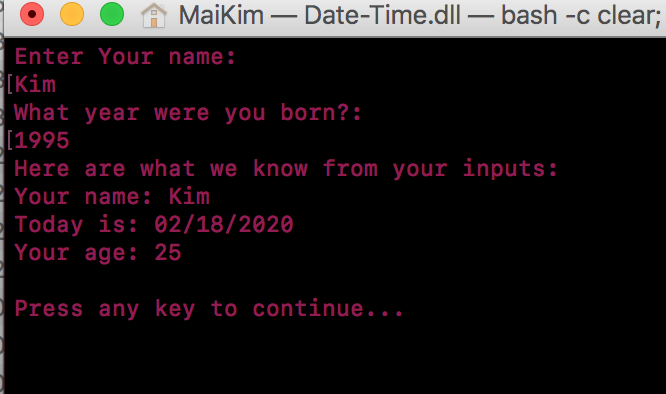 MaiKim — Date-Time.dll — bash -c clear;
Enter Your name:
[Kim
What year were you born?:
[1995
Here are what we know from your inputs:
Your name: Kim
Today is: 02/18/2020
Your age: 25
Press any key to continue...